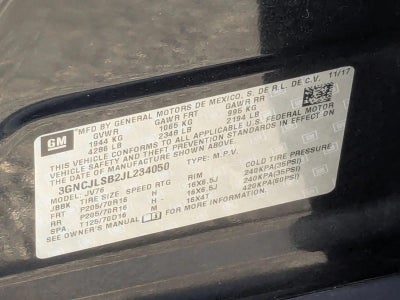 GM
MFD BY GENERAL MOTORS DE MEXICO, S. DE R.L. DE C.V. 11/17
GVWR GAWR FRT GAWR RR
1944 KG 1065 KG 995 KG
4286 LB 2348 LB 2194 LB
THIS VEHICLE CONFORMS TO ALL APPLICABLE U.S. FEDERAL MOTOR
VEHICLE SAFETY AND THEFT PREVENTION STANDARDS IN EFFECT ON
THE DATE OF MANUFACTURE SHOWN ABOVE.
3GNCJLSB2JL234050 TYPE: M.P.V.
MODEL: JV76
JBBK TIRE SIZE SPEED RTG RIM COLD TIRE PRESSURE
FRT P205/70R16 H 16X6.5J 240KPA(35PSI)
RR P205/70R16 H 16X6.5J 240KPA(35PSI)
SPA T125/70D16 M 16X4T 420KPA(60PSI)
SEE OWNER'S MANUAL